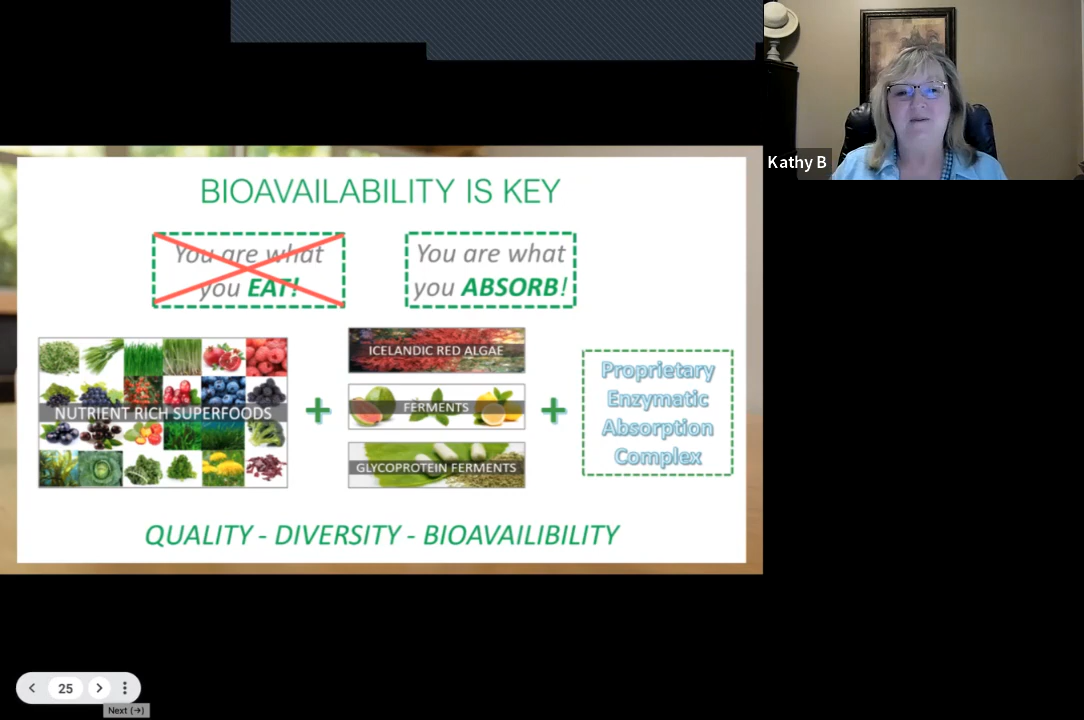 Kathy B
BIOAVAILABILITY IS KEY
You are what
you EAT!
You are what
you ABSORB!
NUTRIENT RICH SUPERFOODS
+
ICELANDIC RED ALGAE
FERMENTS
GLYCOPROTEIN FERMENTS
+
Proprietary
Enzymatic
Absorption
Complex
QUALITY - DIVERSITY - BIOAVAILIBILITY
25
Next (→)